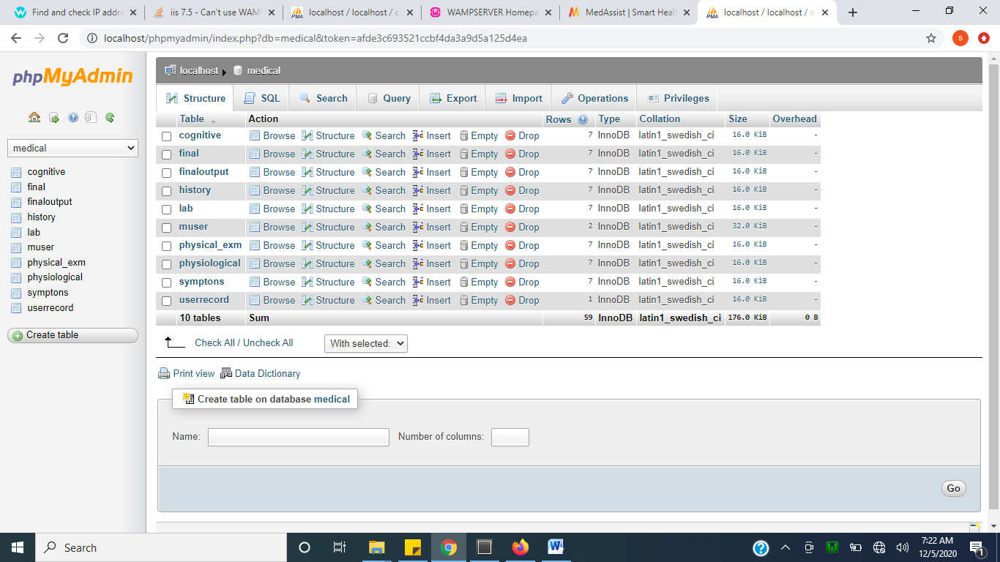 Find and check IP addre
iis 7.5 - Can't use WAM
localhost / localhost / c
WAMPSERVER Homepa
MedAssist | Smart Heal
localhost / localhost / m
localhost/phpmyadmin/index.php?db=medical&token=afde3c693521ccbf4da3a9d5a125d4ea
S
phpMyAdmin
medical
cognitive
final
finaloutput
history
lab
muser
physical_exm
physiological
symptons
userrecord
Create table
localhost medical
Structure SQL Search Query Export Import Operations Privileges
Table Action Rows Type Collation Size Overhead
cognitive Browse Structure Search Insert Empty Drop 7 InnoDB latin1_swedish_ci 16.0 KiB -
final Browse Structure Search Insert Empty Drop 7 InnoDB latin1_swedish_ci 16.0 KiB -
finaloutput Browse Structure Search Insert Empty Drop 7 InnoDB latin1_swedish_ci 16.0 KiB -
history Browse Structure Search Insert Empty Drop 7 InnoDB latin1_swedish_ci 16.0 KiB -
lab Browse Structure Search Insert Empty Drop 7 InnoDB latin1_swedish_ci 16.0 KiB -
muser Browse Structure Search Insert Empty Drop 2 InnoDB latin1_swedish_ci 32.0 KiB -
physical_exm Browse Structure Search Insert Empty Drop 7 InnoDB latin1_swedish_ci 16.0 KiB -
physiological Browse Structure Search Insert Empty Drop 7 InnoDB latin1_swedish_ci 16.0 KiB -
symptons Browse Structure Search Insert Empty Drop 7 InnoDB latin1_swedish_ci 16.0 KiB -
userrecord Browse Structure Search Insert Empty Drop 1 InnoDB latin1_swedish_ci 16.0 KiB -
10 tables Sum 59 InnoDB latin1_swedish_ci 176.0 KiB 0 B
Check All / Uncheck All With selected:
Print view Data Dictionary
Create table on database medical
Name: Number of columns:
Go
Search
7:22 AM
12/5/2020
1